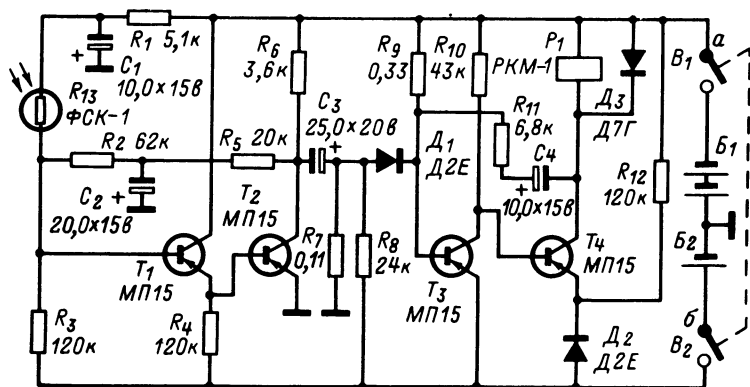 R1 5,1к
+
C1
10,0×15в
R13
ФСК-1
R2 62к
C2 +
20,0×15в
R3
120к
T1
МП15
R4
120к
R5 20к
R6
3,6к
T2
МП15
C3
25,0×20в
+
R7
0,11
R8
24к
Д1
Д2Е
R9
0,33
R10
43к
R11
6,8к
C4
+
10,0×15в
T3
МП15
P1
РКМ-1
Д3
Д7Г
T4
МП15
Д2
Д2Е
R12
120к
а
В1
Б1
Б2
б
В2